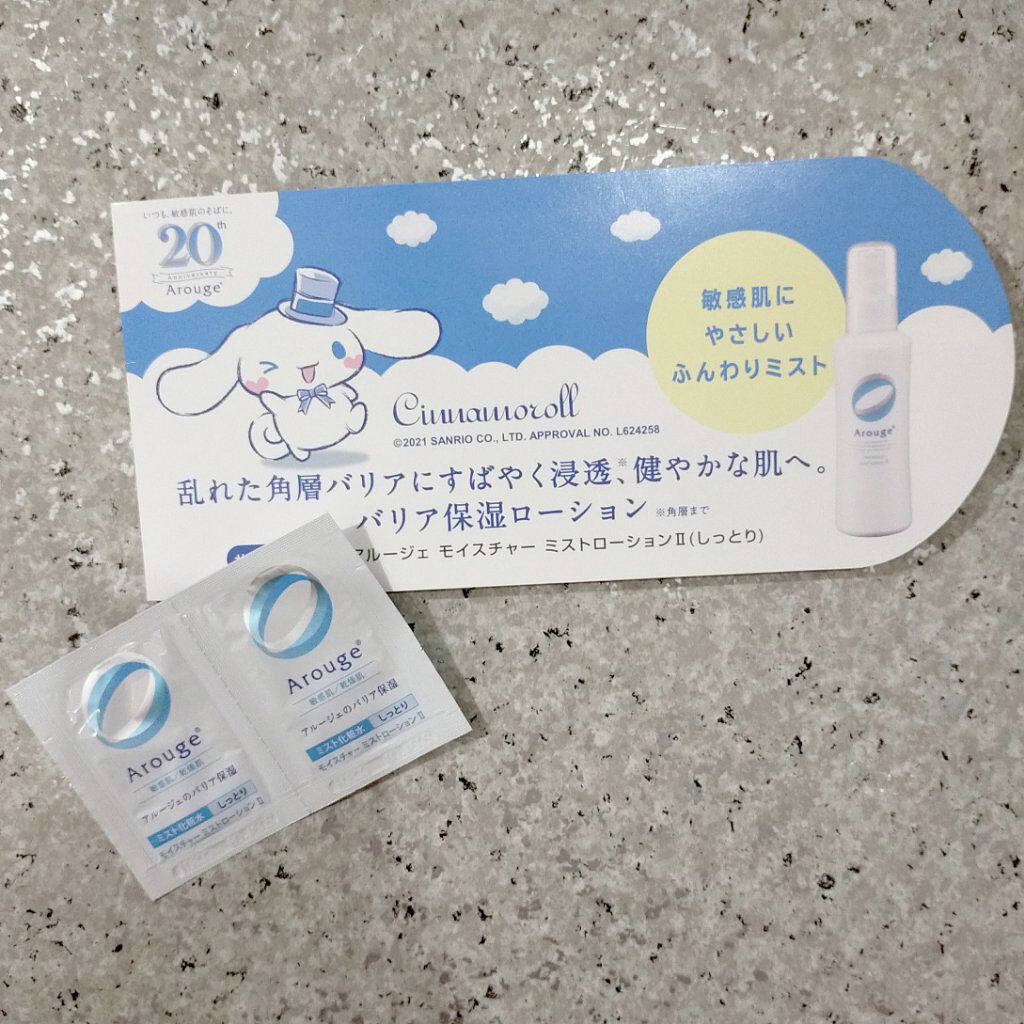 いつも、敏感肌のそばに。
20th
Anniversary
Arouge®
敏感肌に
やさしい
ふんわりミスト
Arouge®
Cinnamoroll
©2021 SANRIO CO., LTD. APPROVAL NO. L624258
乱れた角層バリアにすばやく浸透※、健やかな肌へ。
バリア保湿ローション ※角層まで
アルージェ モイスチャー ミストローションⅡ(しっとり)
Arouge®
敏感肌/乾燥肌
アルージェのバリア保湿
ミスト化粧水 しっとり
モイスチャー ミストローションⅡ
Arouge®
敏感肌/乾燥肌
アルージェのバリア保湿
ミスト化粧水 しっとり
モイスチャー ミストローションⅡ